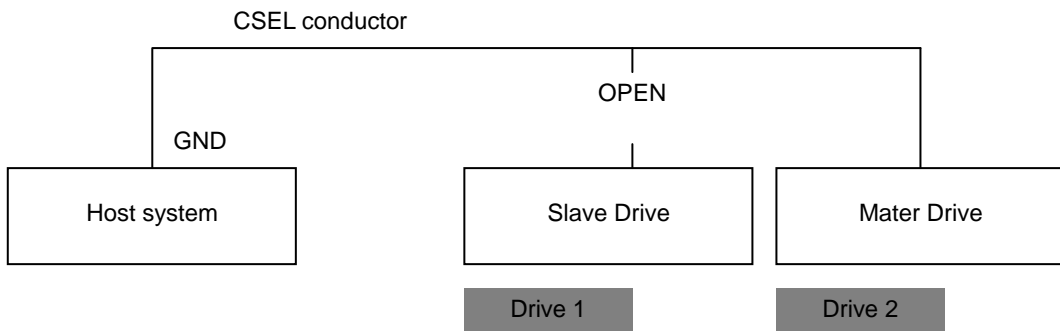 CSEL conductor
OPEN
GND
Host system
Slave Drive
Mater Drive
Drive 1
Drive 2